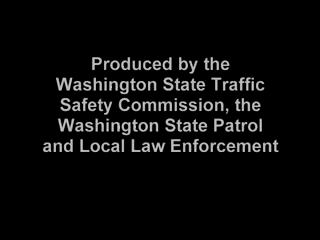 Produced by the
Washington State Traffic
Safety Commission, the
Washington State Patrol
and Local Law Enforcement